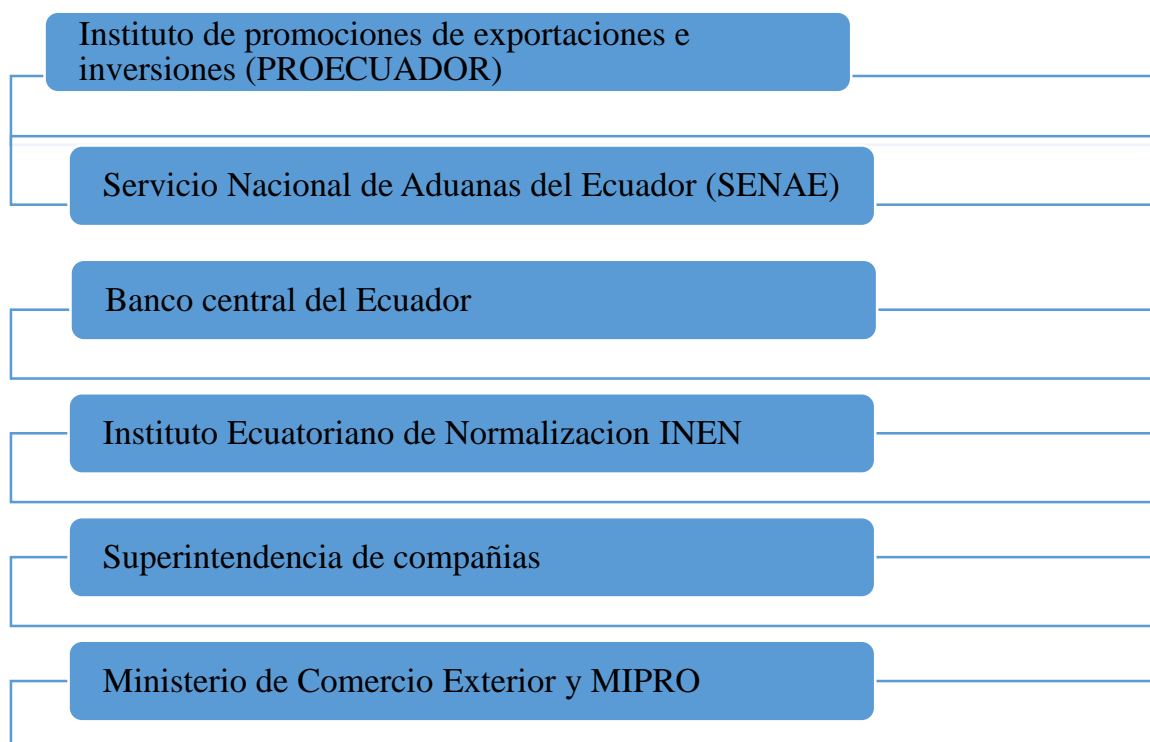 Instituto de promociones de exportaciones e
inversiones (PROECUADOR)
Servicio Nacional de Aduanas del Ecuador (SENAE)
Banco central del Ecuador
Instituto Ecuatoriano de Normalizacion INEN
Superintendencia de compañias
Ministerio de Comercio Exterior y MIPRO